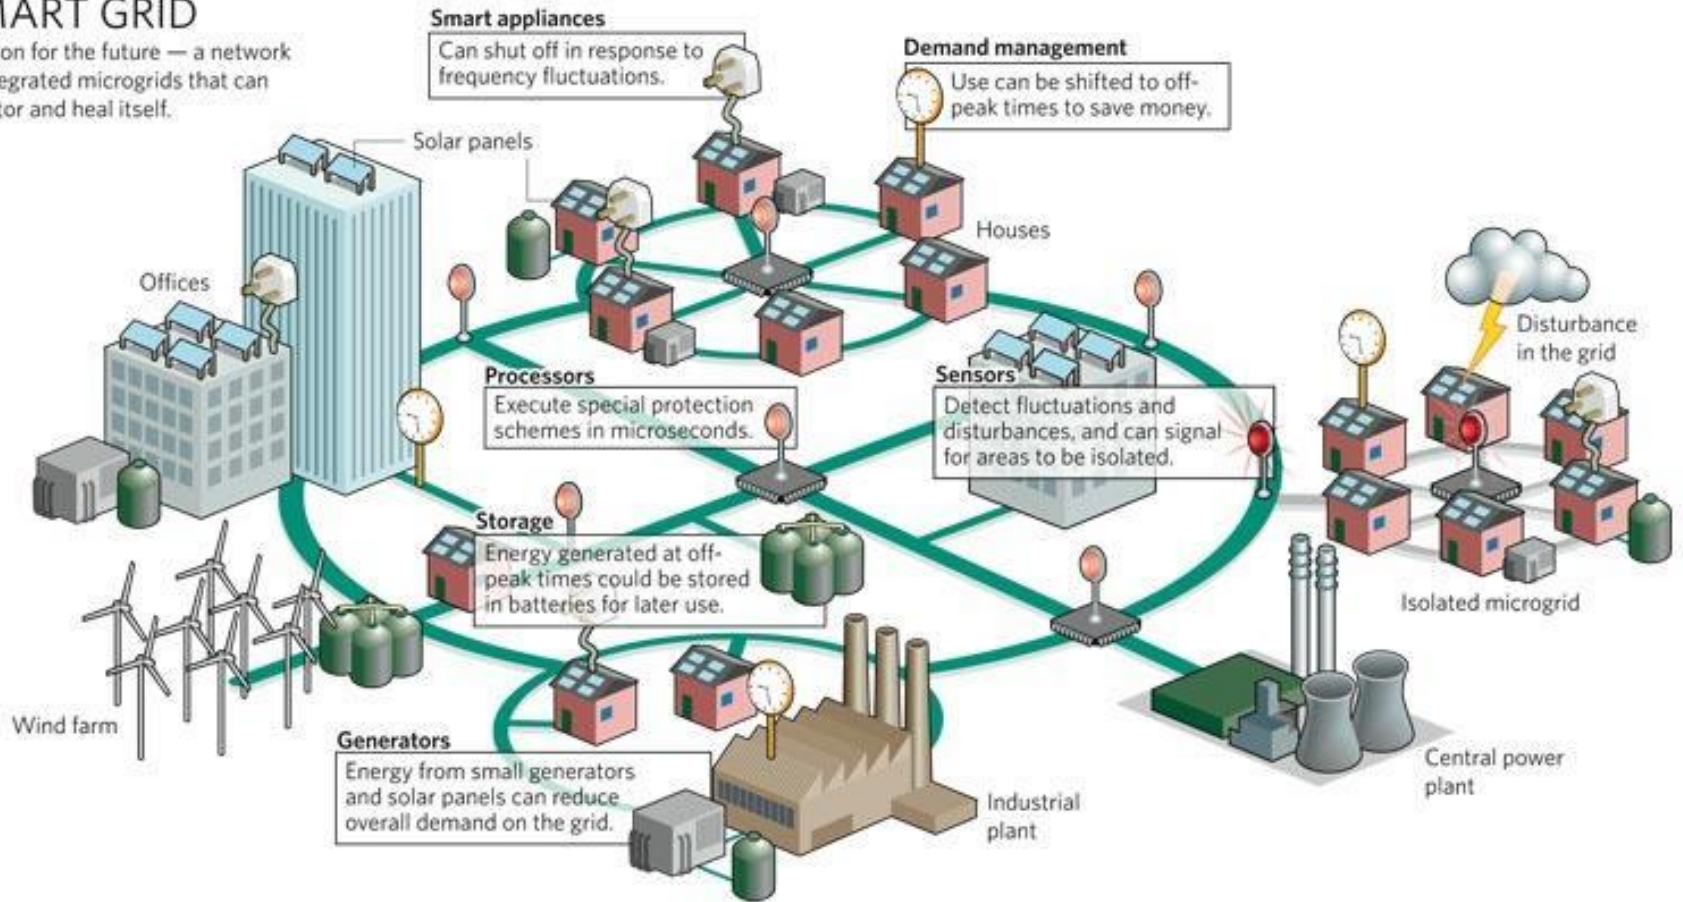 MART GRID
on for the future — a network
egrated microgrids that can
tor and heal itself.
Smart appliances
Can shut off in response to
frequency fluctuations.
Demand management
Use can be shifted to off-
peak times to save money.
Solar panels
Houses
Offices
Disturbance
in the grid
Processors
Execute special protection
schemes in microseconds.
Sensors
Detect fluctuations and
disturbances, and can signal
for areas to be isolated.
Storage
Energy generated at off-
peak times could be stored
in batteries for later use.
Isolated microgrid
Wind farm
Generators
Energy from small generators
and solar panels can reduce
overall demand on the grid.
Industrial
plant
Central power
plant